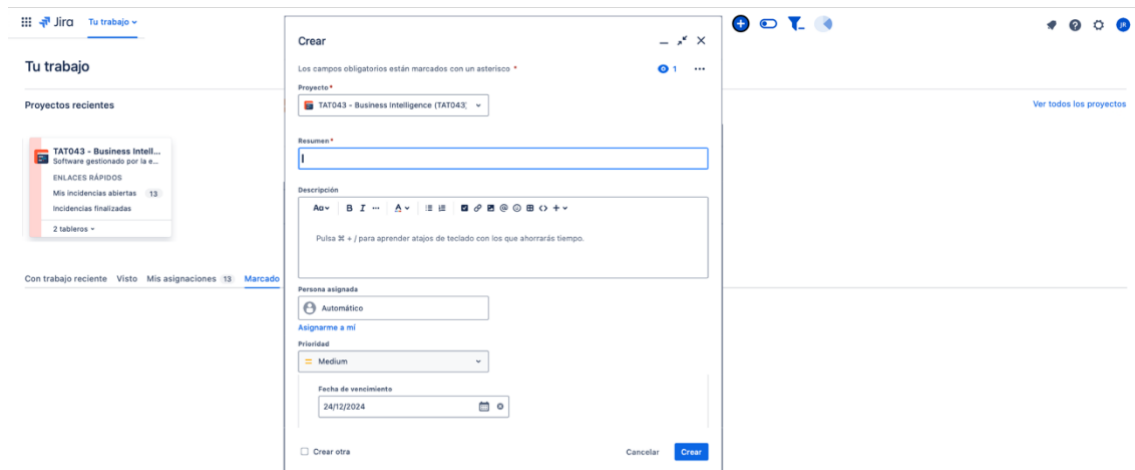 Jira Tu trabajo
JR
Tu trabajo
Proyectos recientes
Ver todos los proyectos
TAT043 - Business Intell...
Software gestionado por la e...
ENLACES RÁPIDOS
Mis incidencias abiertas 13
Incidencias finalizadas
2 tableros
Con trabajo reciente Visto Mis asignaciones 13 Marcado
Crear
Los campos obligatorios están marcados con un asterisco *
1
Proyecto *
TAT043 - Business Intelligence (TAT043)
Resumen *
Descripción
Aa B I ... A
Pulsa ⌘ + / para aprender atajos de teclado con los que ahorrarás tiempo.
Persona asignada
Automático
Asignarme a mí
Prioridad
Medium
Fecha de vencimiento
24/12/2024
Crear otra
Cancelar Crear